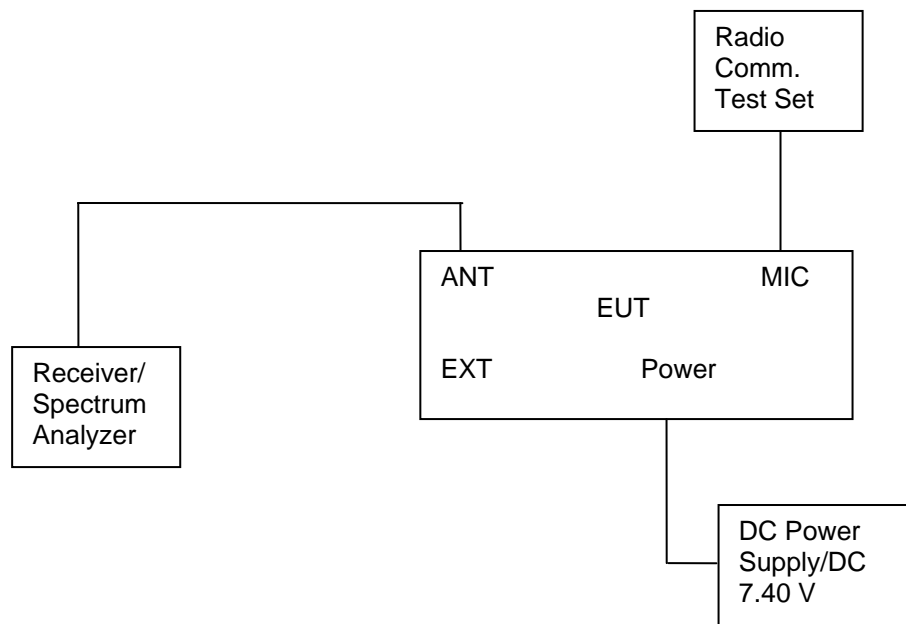 Radio
Comm.
Test Set
ANT
MIC
EUT
EXT
Power
Receiver/
Spectrum
Analyzer
DC Power
Supply/DC
7.40 V